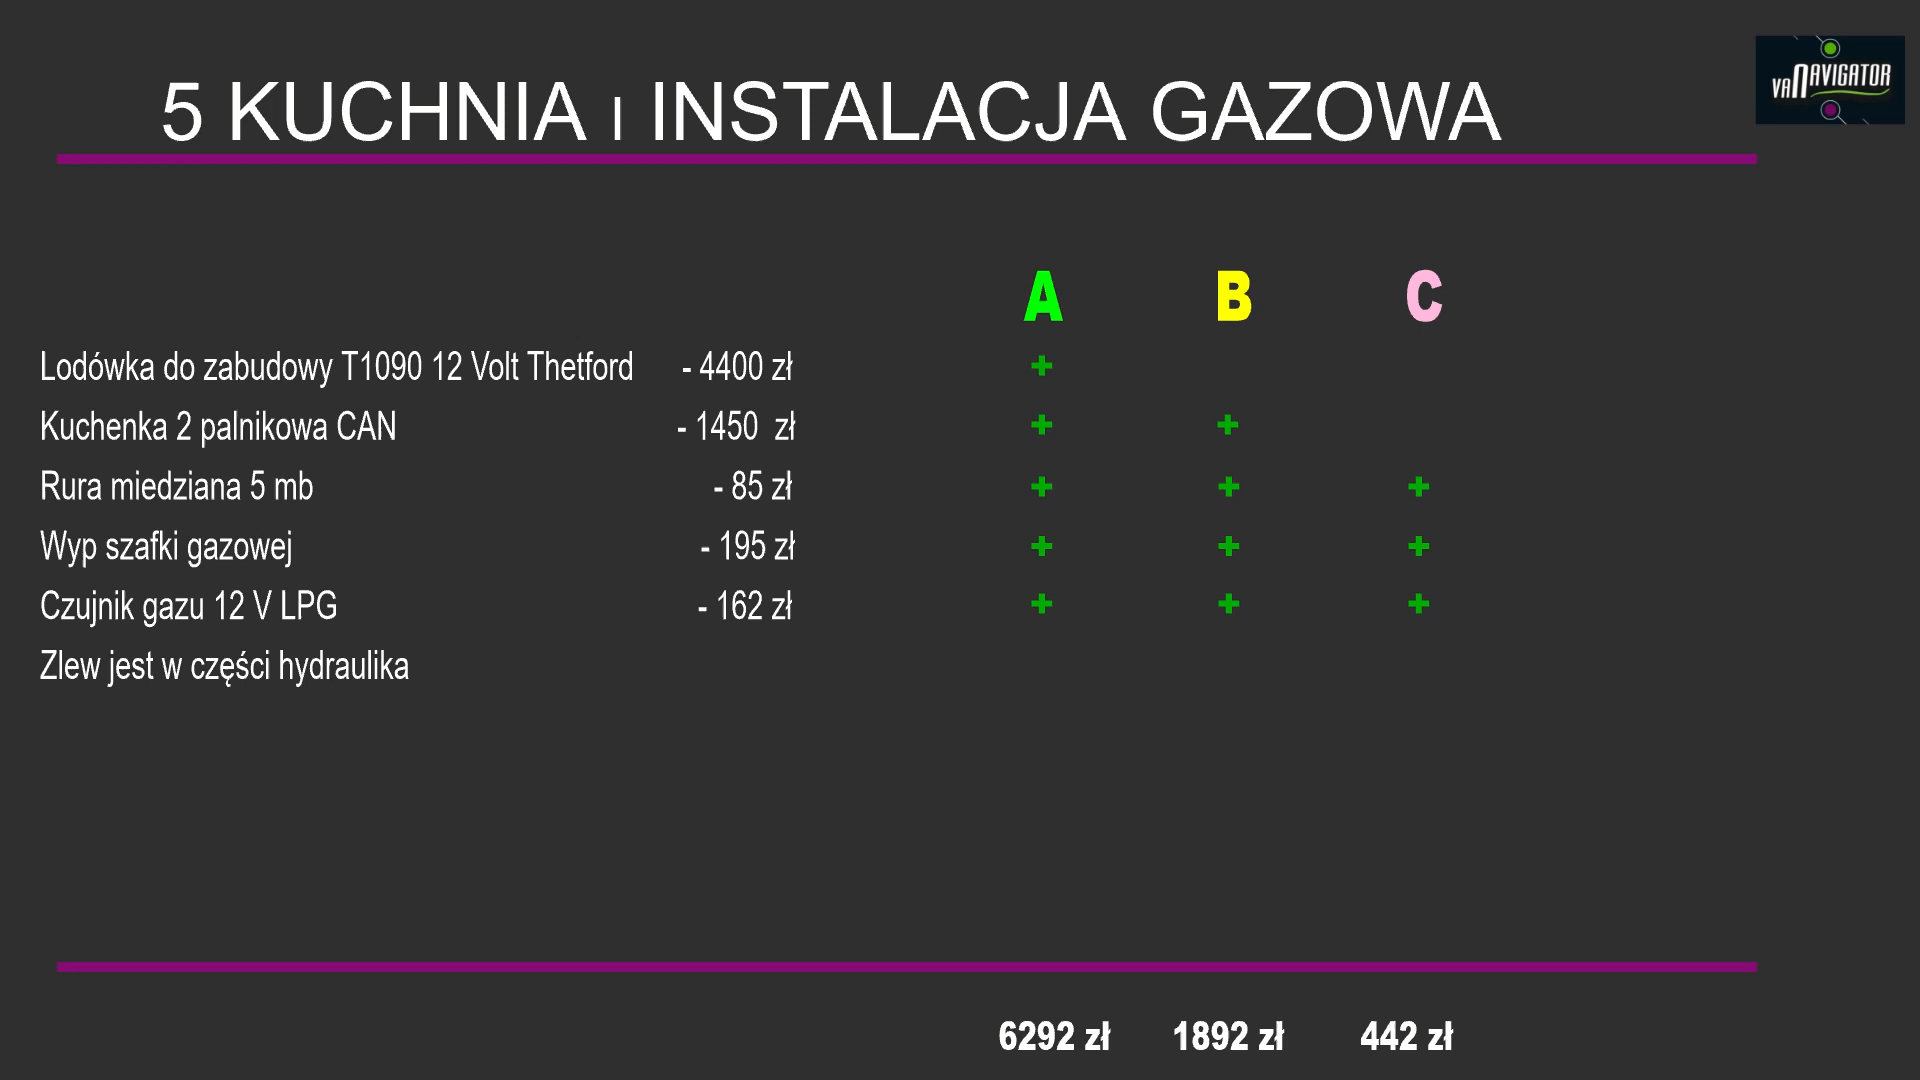 5 KUCHNIA I INSTALACJA GAZOWA
VANAVIGATOR
A B C
Lodówka do zabudowy T1090 12 Volt Thetford - 4400 zł +
Kuchenka 2 palnikowa CAN - 1450 zł + +
Rura miedziana 5 mb - 85 zł + + +
Wyp szafki gazowej - 195 zł + + +
Czujnik gazu 12 V LPG - 162 zł + + +
Zlew jest w części hydraulika
6292 zł 1892 zł 442 zł